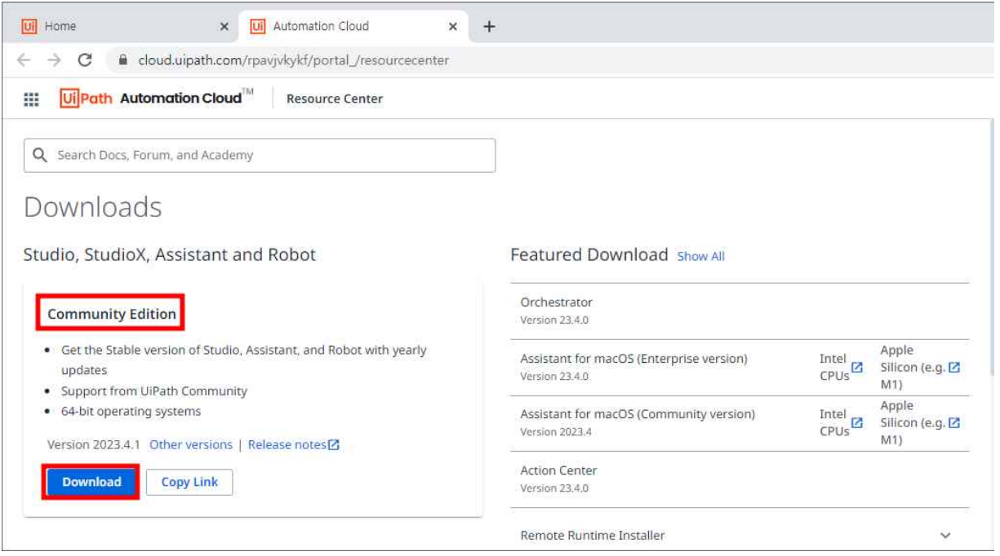 Home
Automation Cloud
cloud.uipath.com/rpavjvkykf/portal_/resourcecenter
UiPath Automation Cloud™
Resource Center
Search Docs, Forum, and Academy
Downloads
Studio, StudioX, Assistant and Robot
Community Edition
• Get the Stable version of Studio, Assistant, and Robot with yearly
updates
• Support from UiPath Community
• 64-bit operating systems
Version 2023.4.1 Other versions | Release notes
Download
Copy Link
Featured Download Show All
Orchestrator
Version 23.4.0
Assistant for macOS (Enterprise version)
Version 23.4.0
Intel
CPUs
Apple
Silicon (e.g.
M1)
Assistant for macOS (Community version)
Version 2023.4
Intel
CPUs
Apple
Silicon (e.g.
M1)
Action Center
Version 23.4.0
Remote Runtime Installer